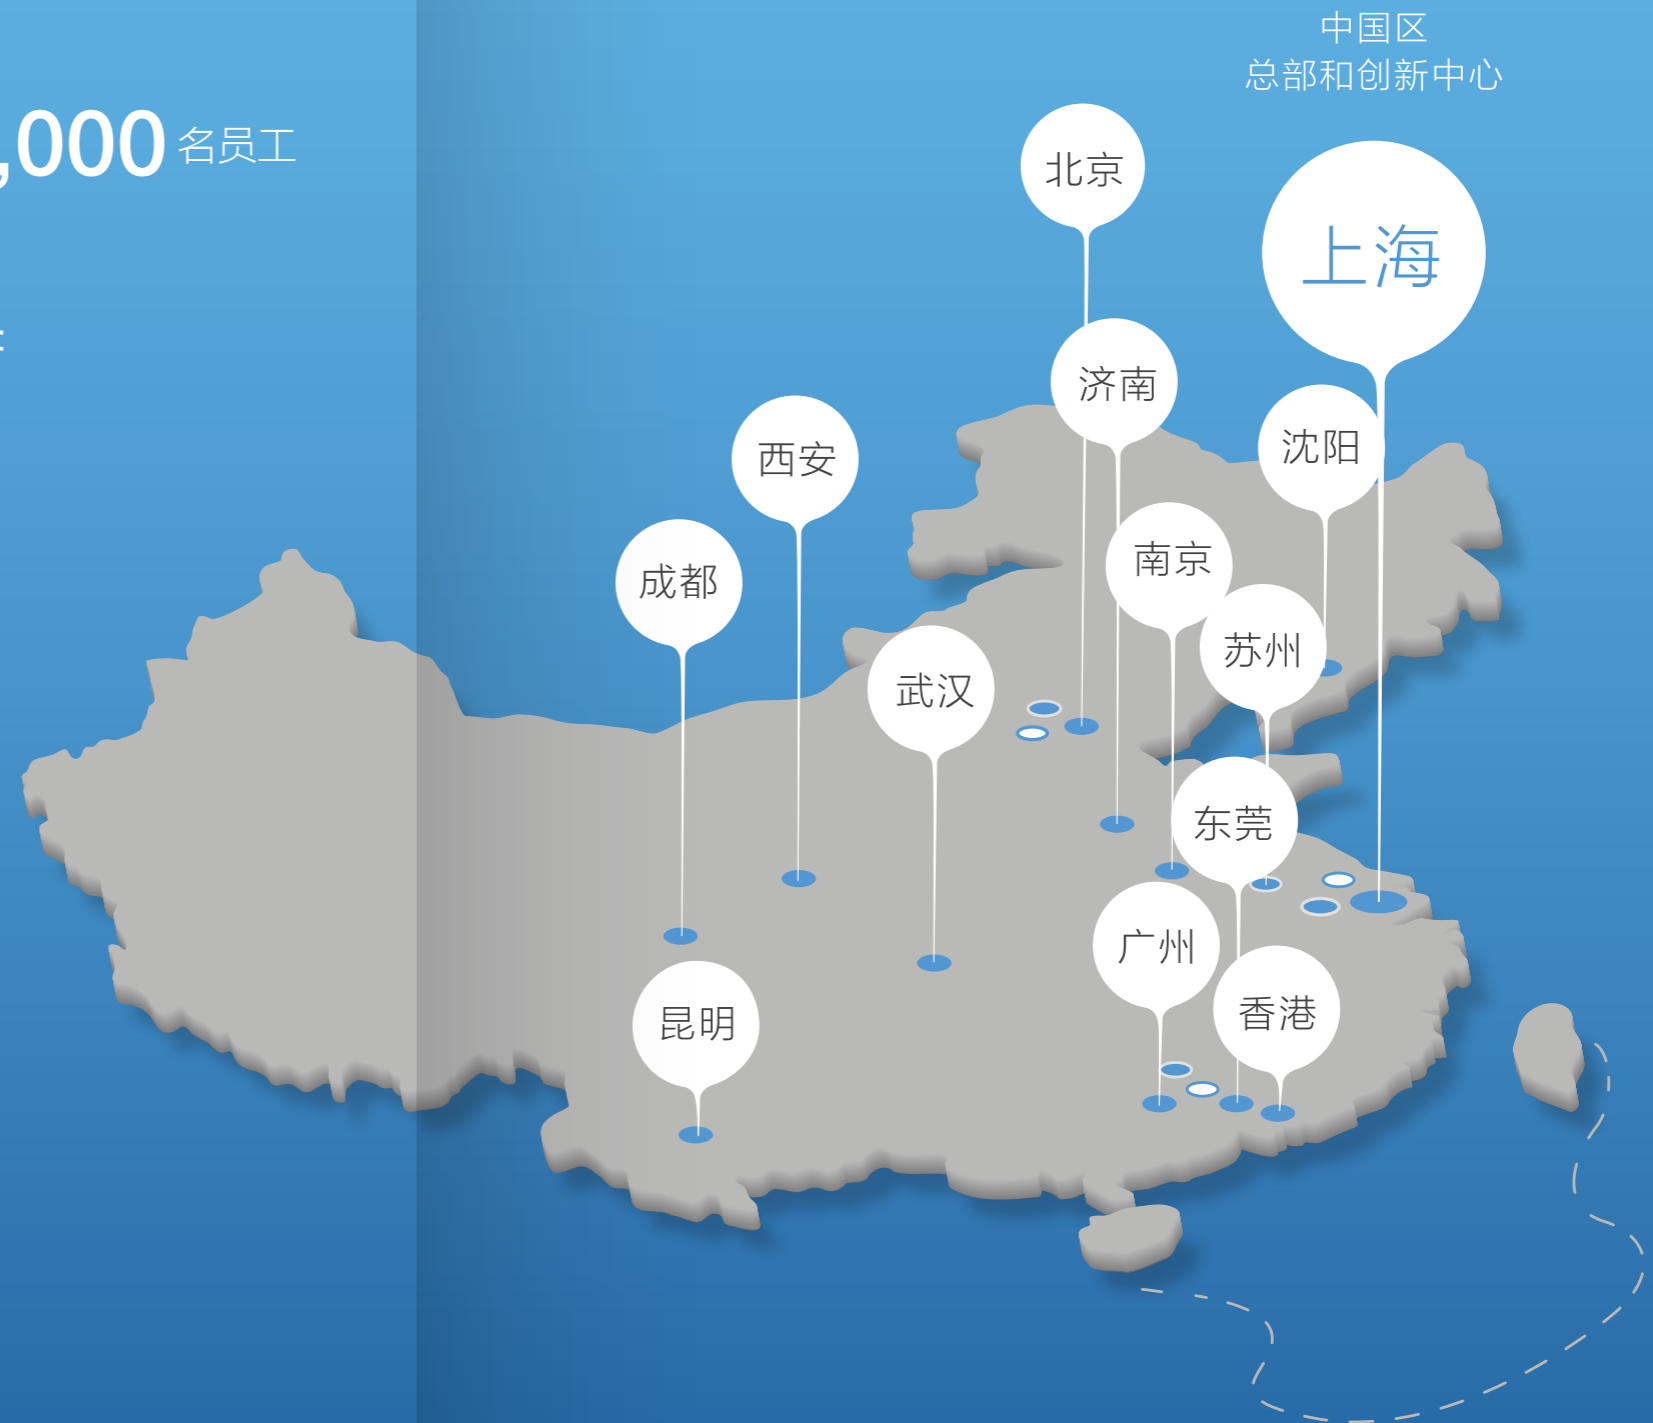 中国区
总部和创新中心
,000 名员工
北京
上海
济南
沈阳
西安
南京
成都
苏州
武汉
东莞
广州
香港
昆明